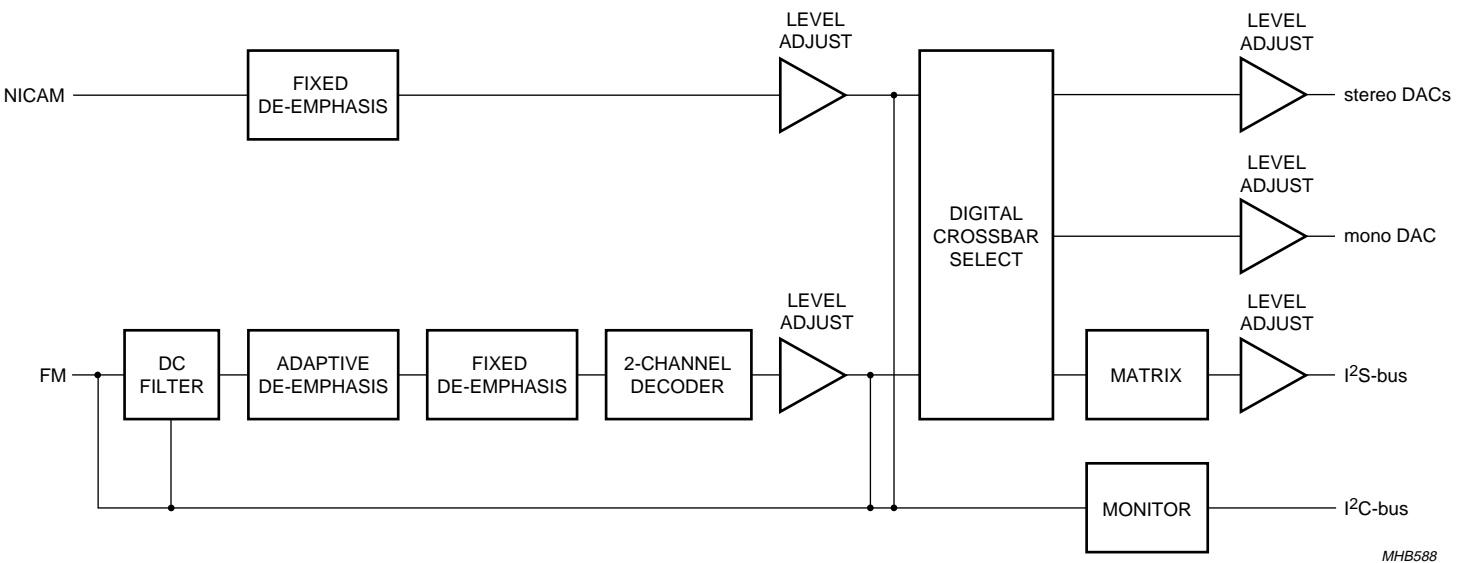 LEVEL
ADJUST
LEVEL
ADJUST
NICAM
FIXED
DE-EMPHASIS
stereo DACs
LEVEL
ADJUST
DIGITAL
CROSSBAR
SELECT
mono DAC
LEVEL
ADJUST
LEVEL
ADJUST
FM
DC
FILTER
ADAPTIVE
DE-EMPHASIS
FIXED
DE-EMPHASIS
2-CHANNEL
DECODER
MATRIX
I²S-bus
MONITOR
I²C-bus
MHB588